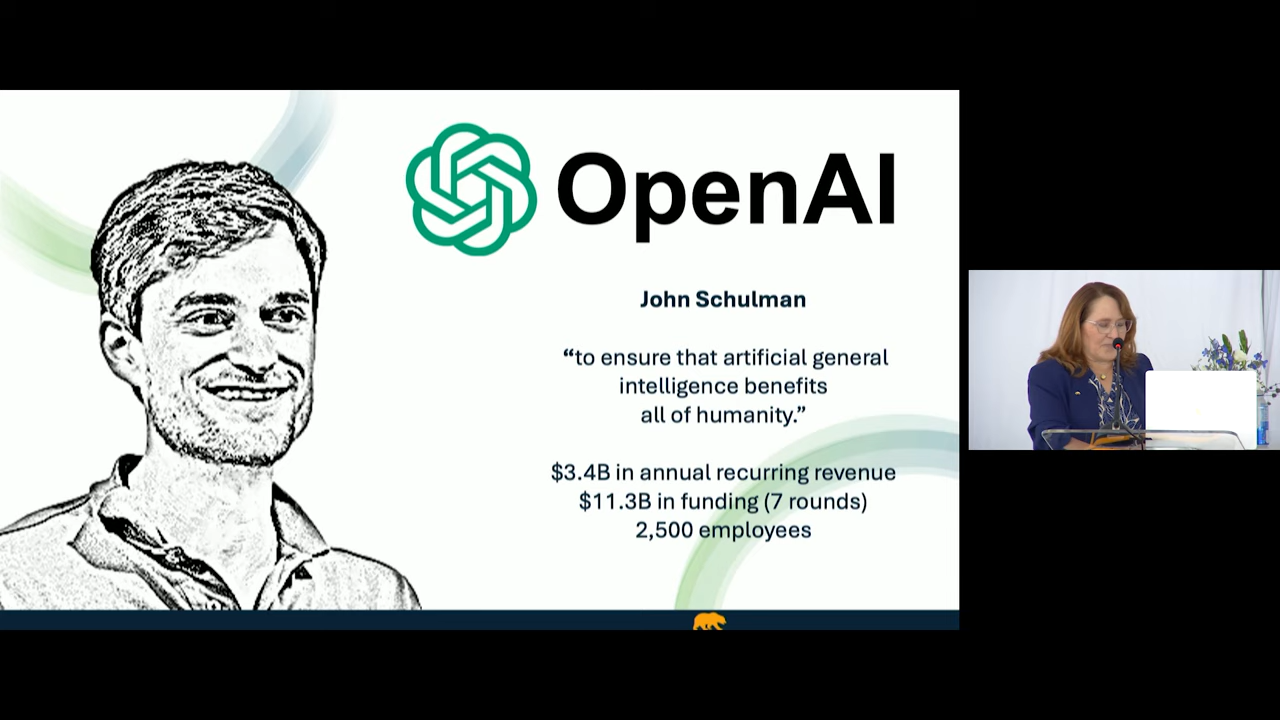 OpenAI
John Schulman
“to ensure that artificial general
intelligence benefits
all of humanity.”
$3.4B in annual recurring revenue
$11.3B in funding (7 rounds)
2,500 employees